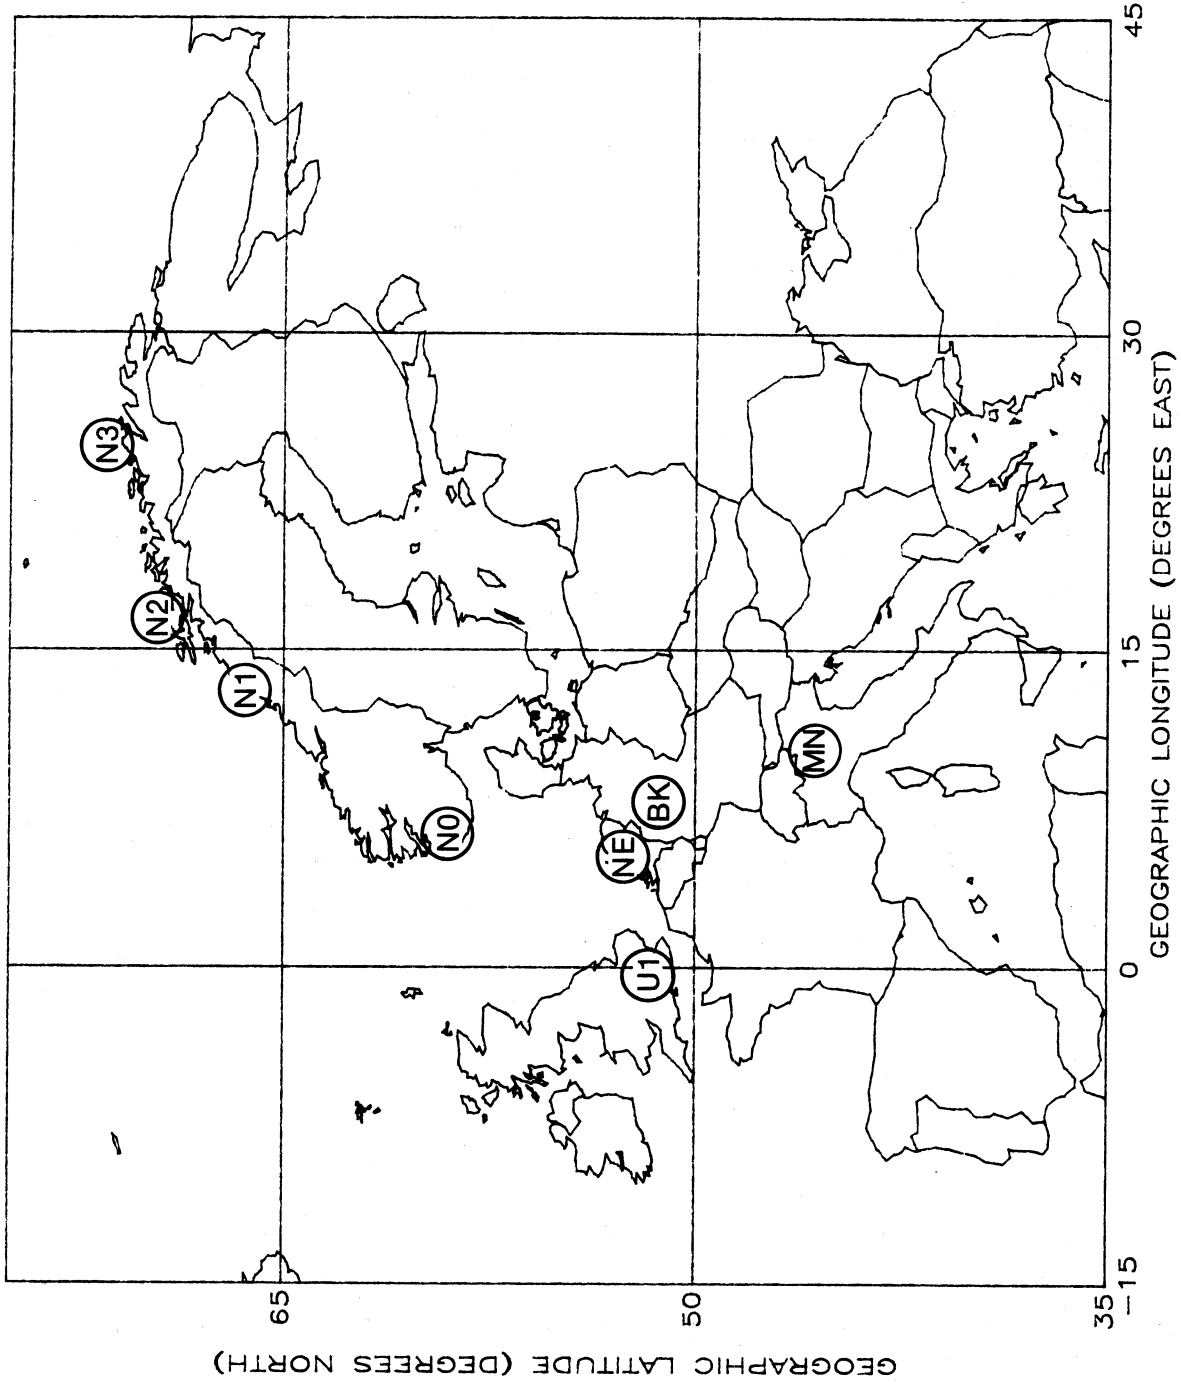 N3
N2
N1
N0
NE
BK
MN
U1
65
50
35
-15
0
15
30
45
GEOGRAPHIC LATITUDE (DEGREES NORTH)
GEOGRAPHIC LONGITUDE (DEGREES EAST)